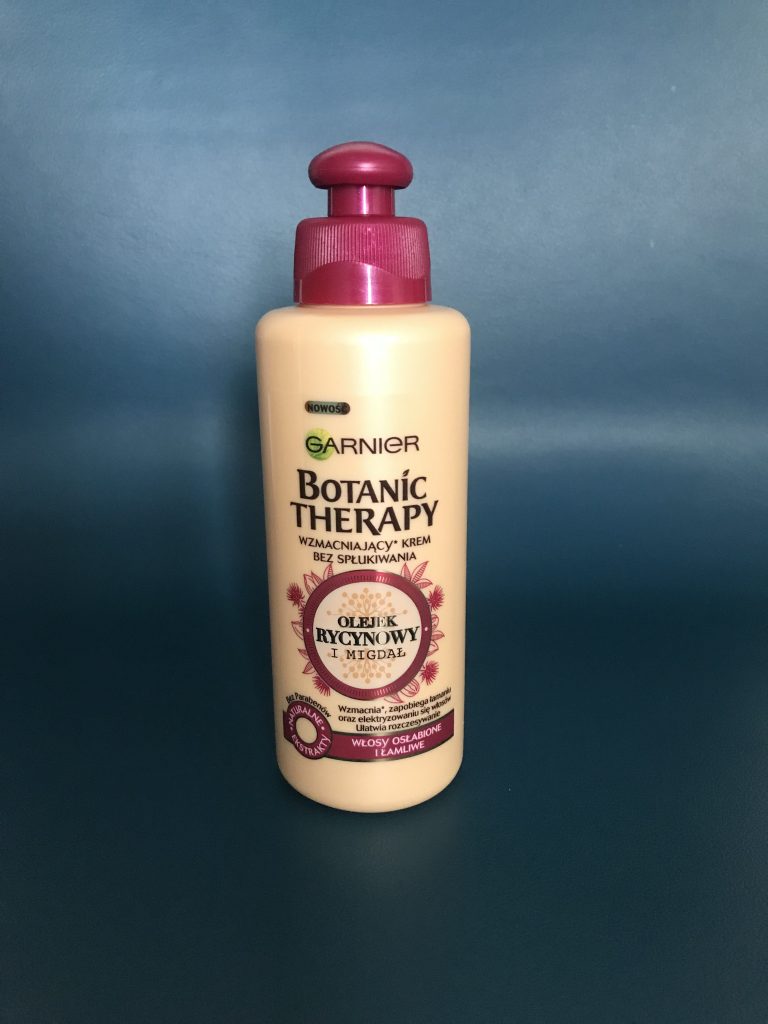 NOWOŚĆ
GARNIER
BOTANIC
THERAPY
WZMACNIAJĄCY* KREM
BEZ SPŁUKIWANIA
OLEJEK
RYCYNOWY
I MIGDAŁ
Wzmacnia*, zapobiega łamaniu
oraz elektryzowaniu się włosów
Ułatwia rozczesywanie
Bez Parabenów
NATURALNE
EKSTRAKTY
WŁOSY OSŁABIONE
I ŁAMLIWE